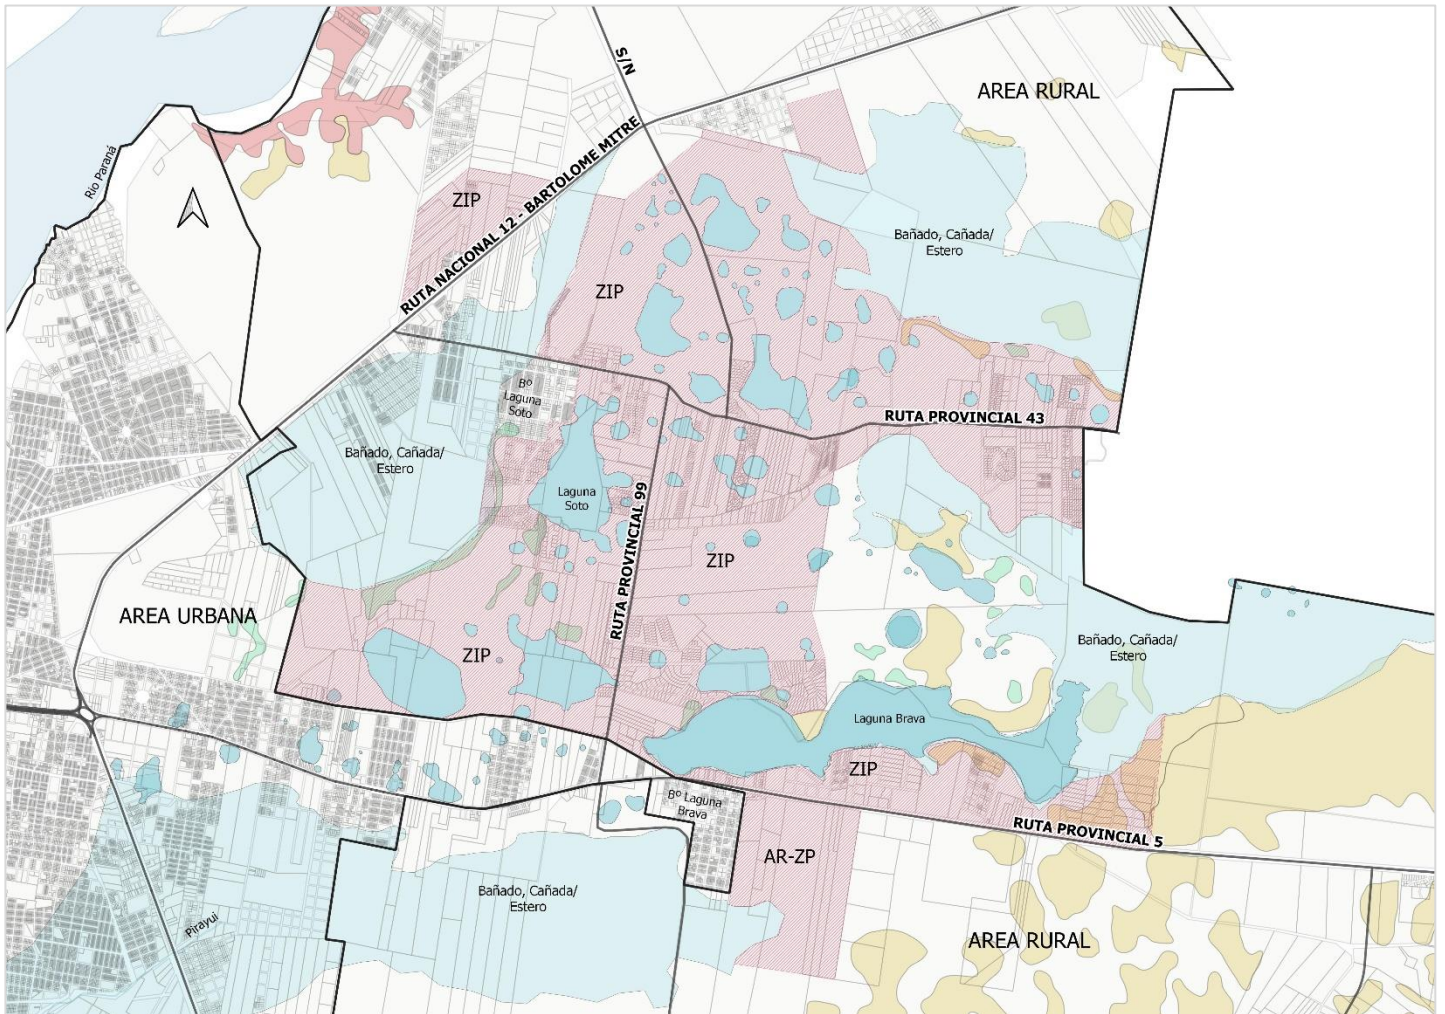 S/N
AREA RURAL
RUTA NACIONAL 12 - BARTOLOME MITRE
Rio Paraná
ZIP
Bañado, Cañada/
Estero
ZIP
Bº
Laguna
Soto
RUTA PROVINCIAL 43
Bañado, Cañada/
Estero
Laguna
Soto
RUTA PROVINCIAL 99
ZIP
AREA URBANA
ZIP
Bañado, Cañada/
Estero
Laguna Brava
ZIP
Bº Laguna
Brava
RUTA PROVINCIAL 5
AR-ZP
Bañado, Cañada/
Estero
Pirayui
AREA RURAL